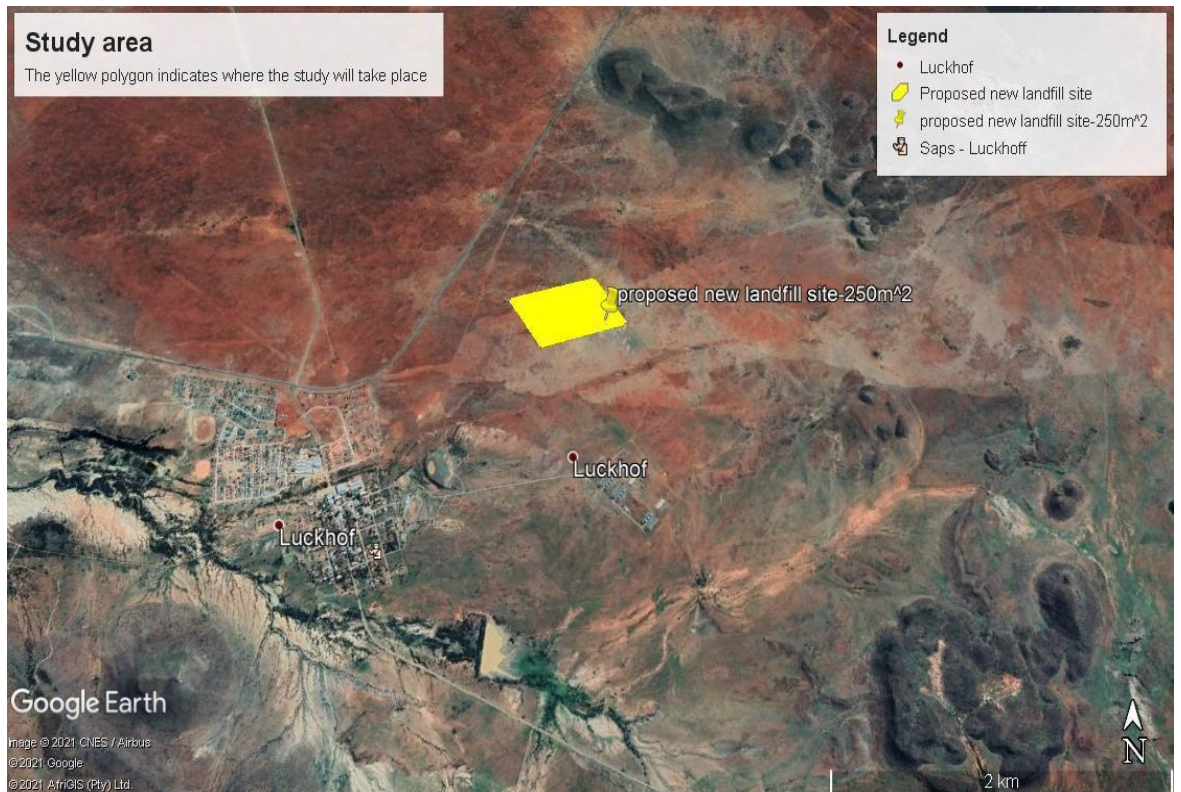 Study area
The yellow polygon indicates where the study will take place
Legend
Luckhof
Proposed new landfill site
proposed new landfill site-250m^2
Saps - Luckhoff
proposed new landfill site-250m^2
Luckhof
Luckhof
Google Earth
Image © 2021 CNES / Airbus
© 2021 Google
© 2021 AfriGIS (Pty) Ltd.
N
2 km